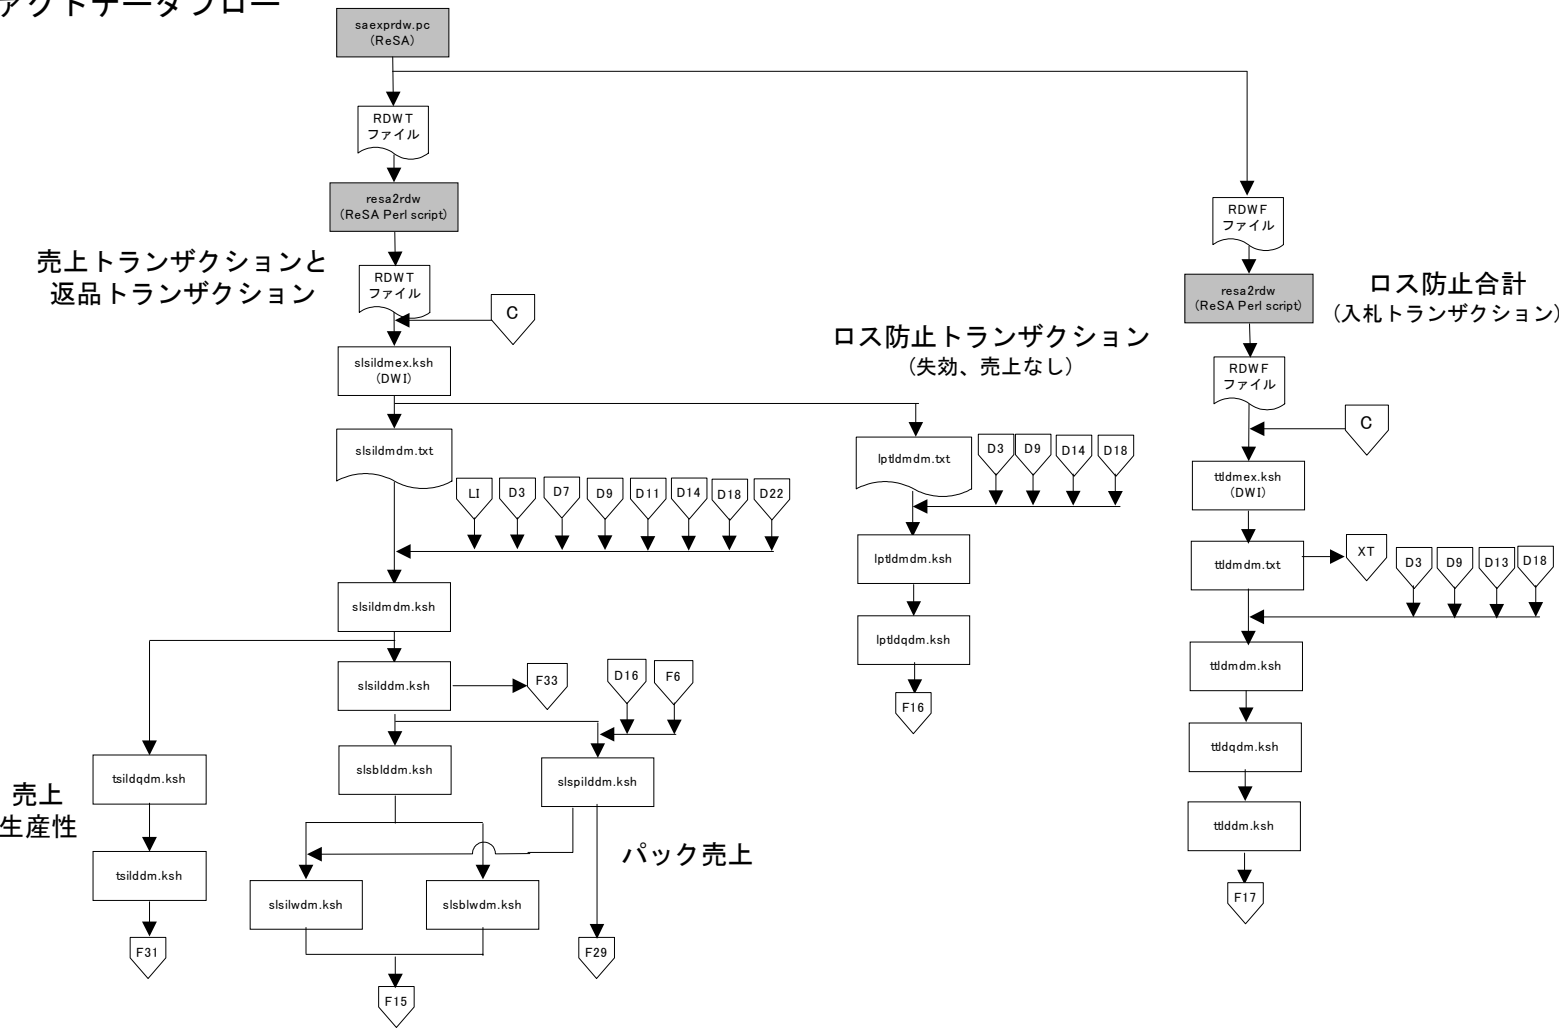 ァクトデータフロー
saexprdw.pc
(ReSA)
RDWT
ファイル
resa2rdw
(ReSA Perl script)
売上トランザクションと
返品トランザクション
RDWT
ファイル
C
slsildmex.ksh
(DWI)
slsildmdm.txt
LI
D3
D7
D9
D11
D14
D18
D22
slsildmdm.ksh
slsilddm.ksh
F33
D16
F6
slsblddm.ksh
slspilddm.ksh
売上
生産性
tsildqdm.ksh
tsilddm.ksh
F31
パック売上
slsilwdm.ksh
slsblwdm.ksh
F15
F29
ロス防止トランザクション
(失効、売上なし)
lptldmdm.txt
D3
D9
D14
D18
lptldmdm.ksh
lptldqdm.ksh
F16
RDWF
ファイル
resa2rdw
(ReSA Perl script)
ロス防止合計
(入札トランザクション)
RDWF
ファイル
C
ttldmex.ksh
(DWI)
ttldmdm.txt
XT
D3
D9
D13
D18
ttldmdm.ksh
ttldqdm.ksh
ttlddm.ksh
F17